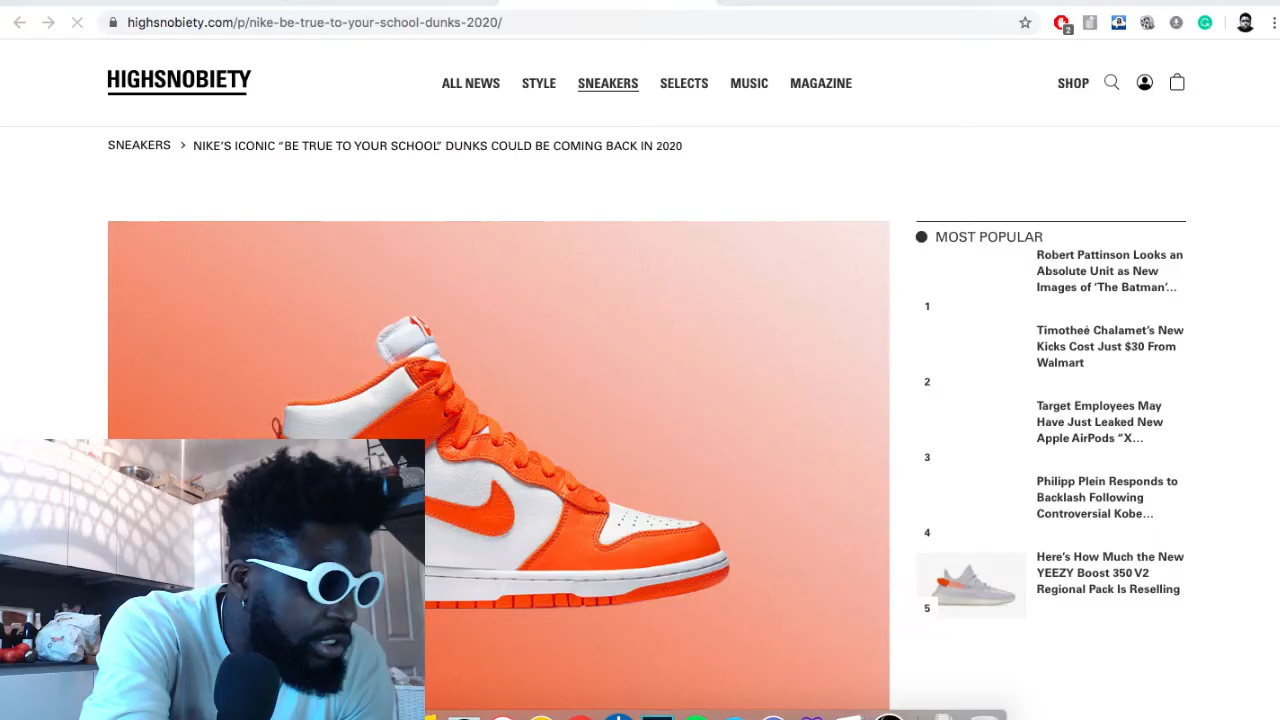 highsnobiety.com/p/nike-be-true-to-your-school-dunks-2020/
2
HIGHSNOBIETY
ALL NEWS STYLE SNEAKERS SELECTS MUSIC MAGAZINE
SHOP
SNEAKERS > NIKE'S ICONIC “BE TRUE TO YOUR SCHOOL” DUNKS COULD BE COMING BACK IN 2020
MOST POPULAR
Robert Pattinson Looks an
Absolute Unit as New
Images of ‘The Batman’...
1
Timotheé Chalamet’s New
Kicks Cost Just $30 From
Walmart
2
Target Employees May
Have Just Leaked New
Apple AirPods “X...
3
Philipp Plein Responds to
Backlash Following
Controversial Kobe...
4
Here’s How Much the New
YEEZY Boost 350 V2
Regional Pack Is Reselling
5